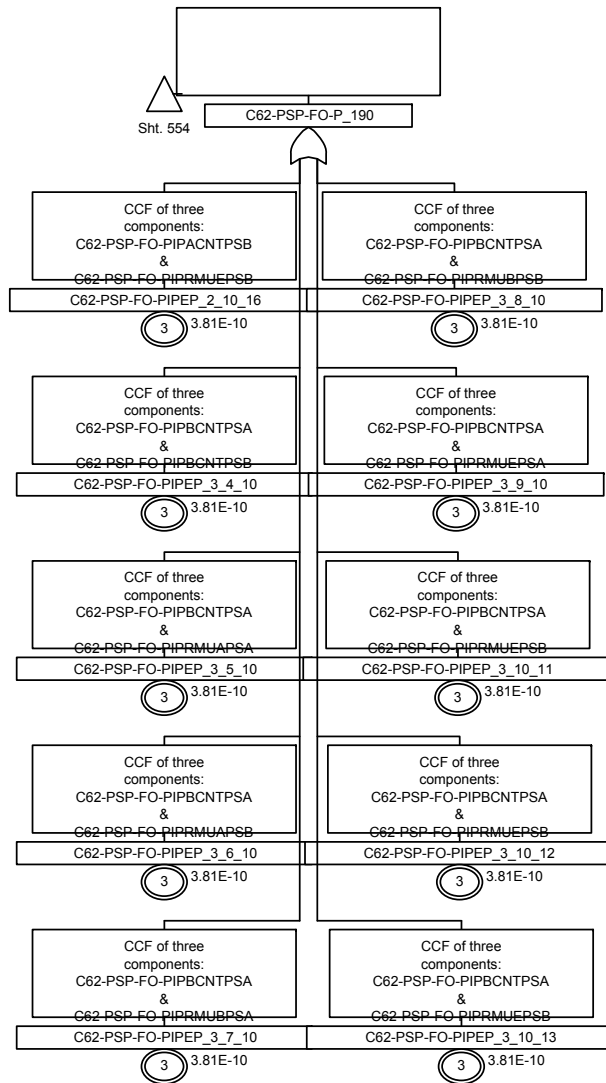 Sht. 554
C62-PSP-FO-P_190
CCF of three
components:
C62-PSP-FO-PIPACNTPSB
&
C62-PSP-FO-PIPRMUEPSB
C62-PSP-FO-PIPEP_2_10_16
3
3.81E-10
CCF of three
components:
C62-PSP-FO-PIPBCNTPSA
&
C62-PSP-FO-PIPRMUBPSB
C62-PSP-FO-PIPEP_3_8_10
3
3.81E-10
CCF of three
components:
C62-PSP-FO-PIPBCNTPSA
&
C62-PSP-FO-PIPBCNTPSB
C62-PSP-FO-PIPEP_3_4_10
3
3.81E-10
CCF of three
components:
C62-PSP-FO-PIPBCNTPSA
&
C62-PSP-FO-PIPRMUEPSA
C62-PSP-FO-PIPEP_3_9_10
3
3.81E-10
CCF of three
components:
C62-PSP-FO-PIPBCNTPSA
&
C62-PSP-FO-PIPRMUAPSA
C62-PSP-FO-PIPEP_3_5_10
3
3.81E-10
CCF of three
components:
C62-PSP-FO-PIPBCNTPSA
&
C62-PSP-FO-PIPRMUEPSB
C62-PSP-FO-PIPEP_3_10_11
3
3.81E-10
CCF of three
components:
C62-PSP-FO-PIPBCNTPSA
&
C62-PSP-FO-PIPRMUAPSB
C62-PSP-FO-PIPEP_3_6_10
3
3.81E-10
CCF of three
components:
C62-PSP-FO-PIPBCNTPSA
&
C62-PSP-FO-PIPRMUEPSB
C62-PSP-FO-PIPEP_3_10_12
3
3.81E-10
CCF of three
components:
C62-PSP-FO-PIPBCNTPSA
&
C62-PSP-FO-PIPRMUBPSA
C62-PSP-FO-PIPEP_3_7_10
3
3.81E-10
CCF of three
components:
C62-PSP-FO-PIPBCNTPSA
&
C62-PSP-FO-PIPRMUEPSB
C62-PSP-FO-PIPEP_3_10_13
3
3.81E-10